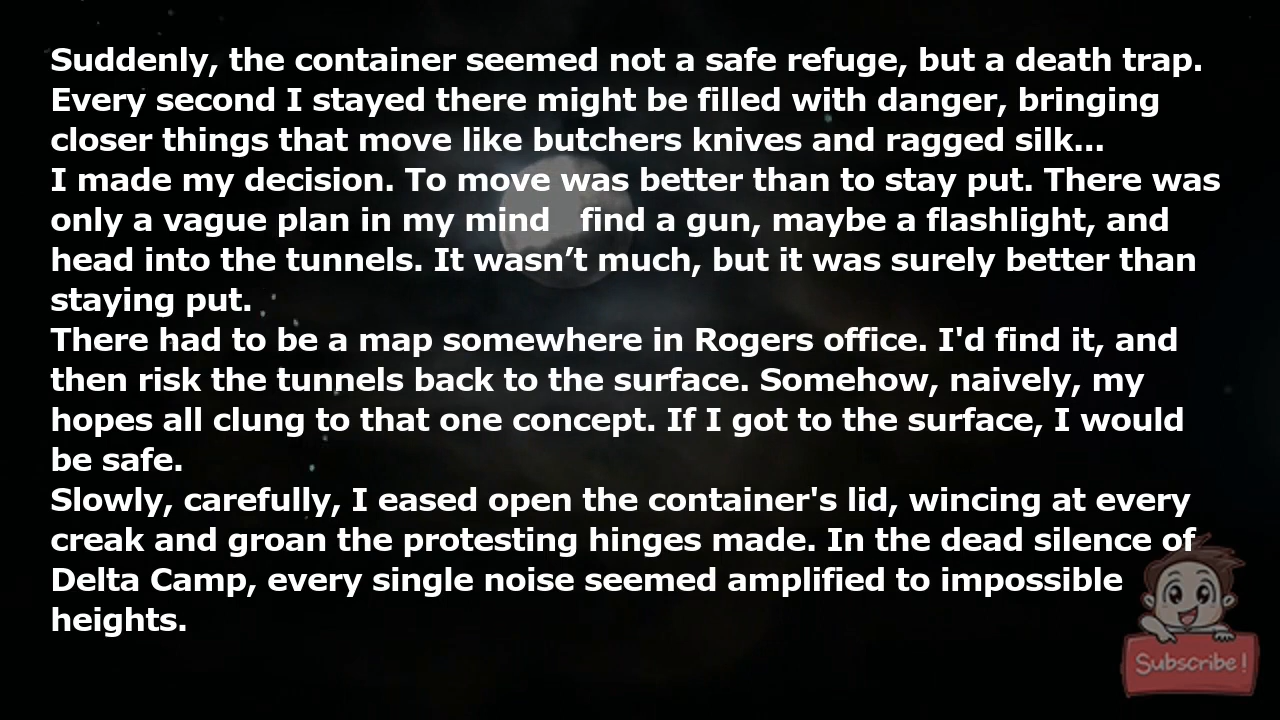 Suddenly, the container seemed not a safe refuge, but a death trap.
Every second I stayed there might be filled with danger, bringing
closer things that move like butchers knives and ragged silk...
I made my decision. To move was better than to stay put. There was
only a vague plan in my mind   find a gun, maybe a flashlight, and
head into the tunnels. It wasn’t much, but it was surely better than
staying put.
There had to be a map somewhere in Rogers office. I'd find it, and
then risk the tunnels back to the surface. Somehow, naively, my
hopes all clung to that one concept. If I got to the surface, I would
be safe.
Slowly, carefully, I eased open the container's lid, wincing at every
creak and groan the protesting hinges made. In the dead silence of
Delta Camp, every single noise seemed amplified to impossible
heights.
Subscribe!